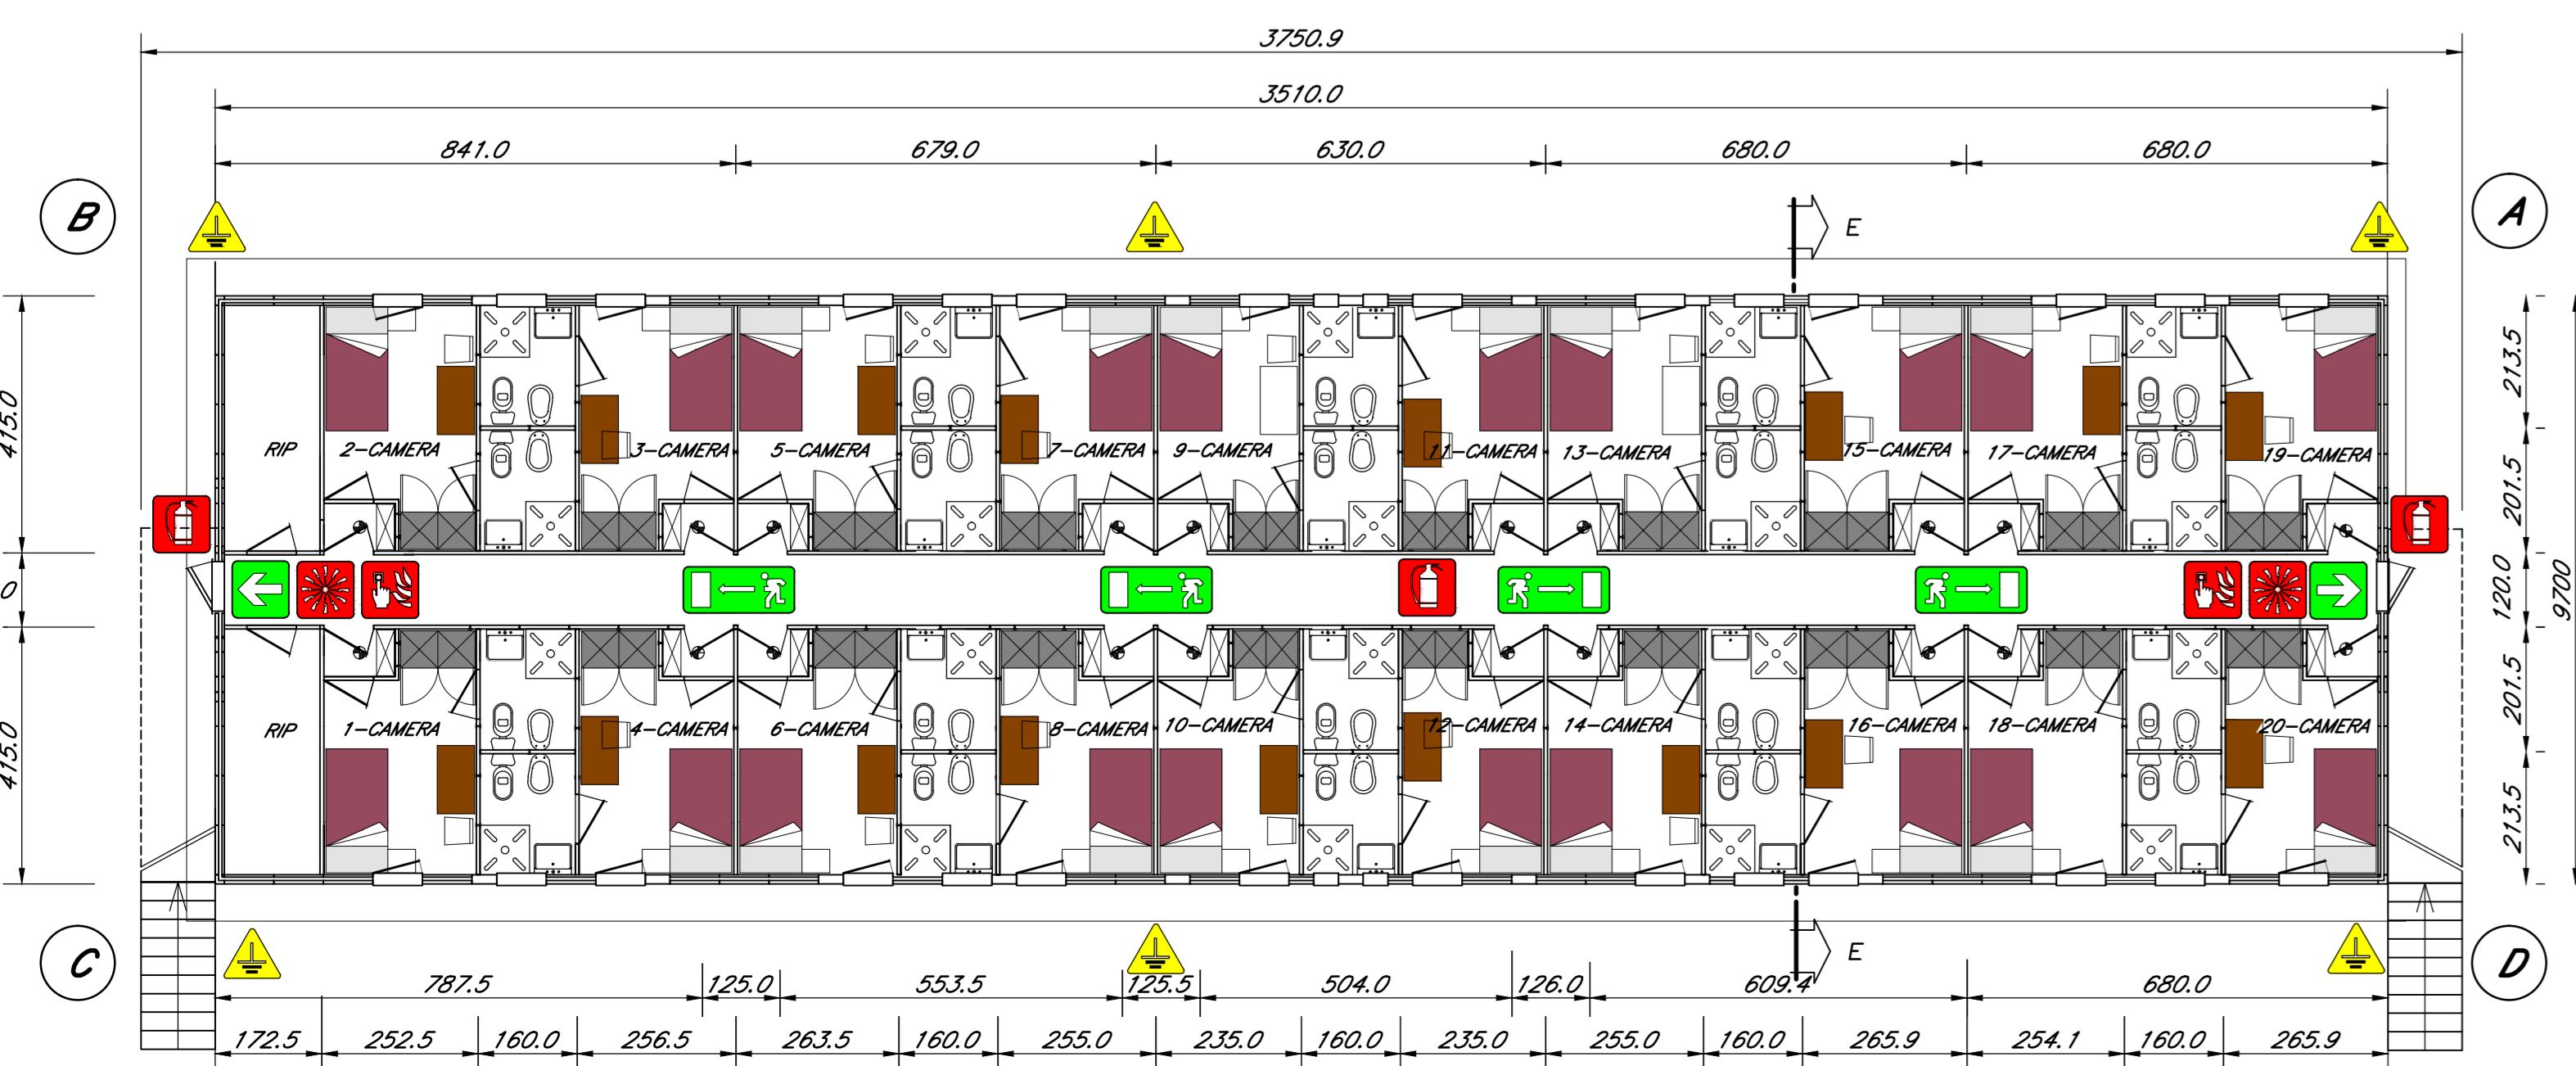 3750.9
3510.0
841.0 679.0 630.0 680.0 680.0
B A
E
415.0 213.5
RIP 2-CAMERA 3-CAMERA 5-CAMERA 7-CAMERA 9-CAMERA 11-CAMERA 13-CAMERA 15-CAMERA 17-CAMERA 19-CAMERA
201.5
0 120.0 9700
201.5
RIP 1-CAMERA 4-CAMERA 6-CAMERA 8-CAMERA 10-CAMERA 12-CAMERA 14-CAMERA 16-CAMERA 18-CAMERA 20-CAMERA
415.0 213.5
E
C D
787.5 125.0 553.5 125.5 504.0 126.0 609.4 680.0
172.5 252.5 160.0 256.5 263.5 160.0 255.0 235.0 160.0 235.0 255.0 160.0 265.9 254.1 160.0 265.9